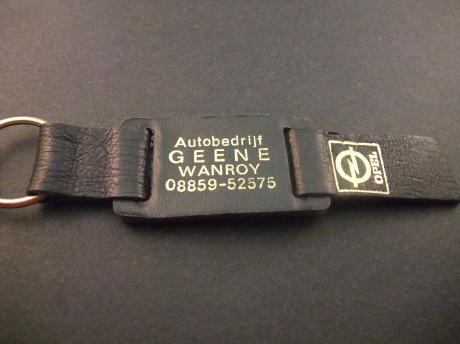 Autobedrijf
GEENE
WANROY
08859-52575
OPEL